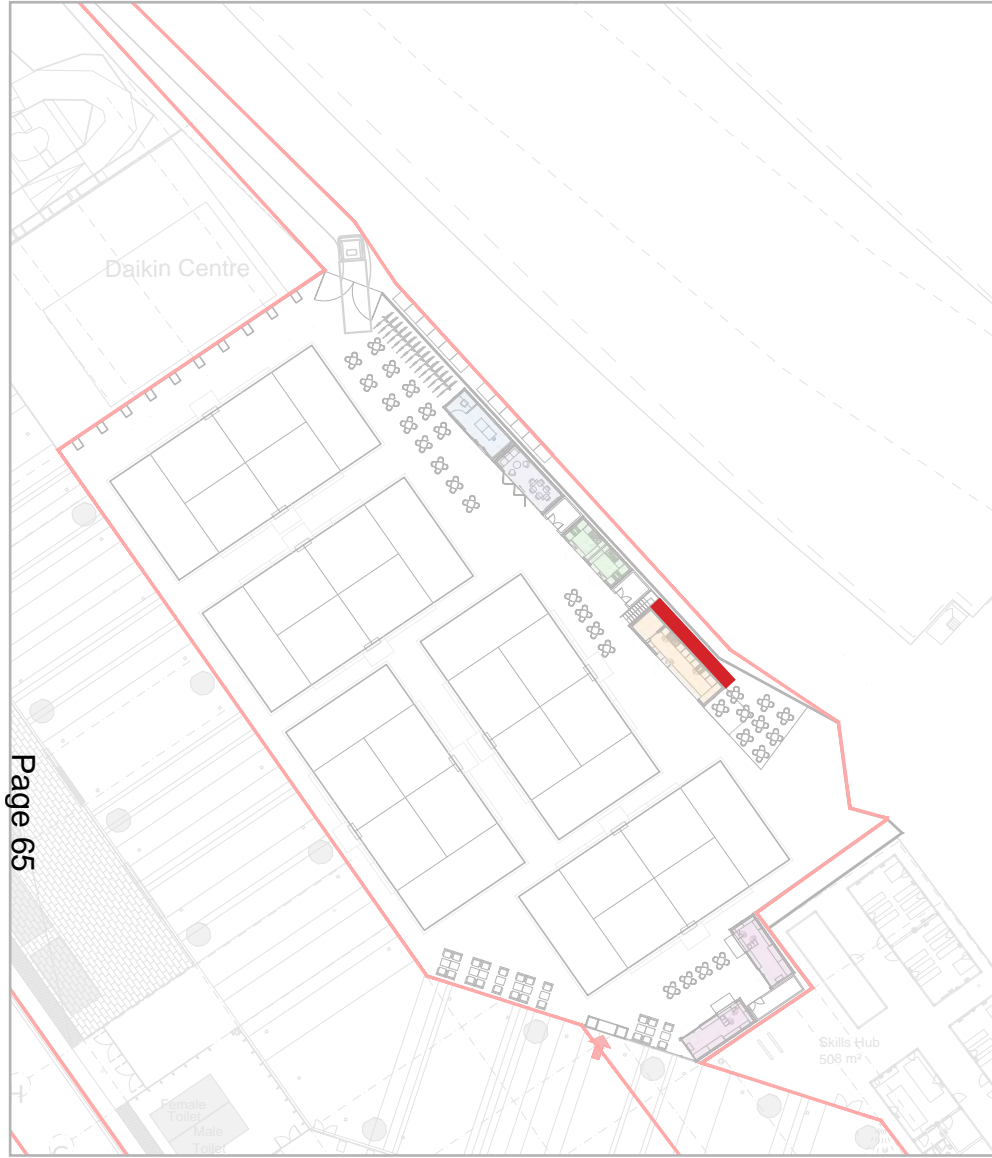 Daikin Centre
Page 65
Skills Hub
508 m²
Female
Toilet
Male
Toilet